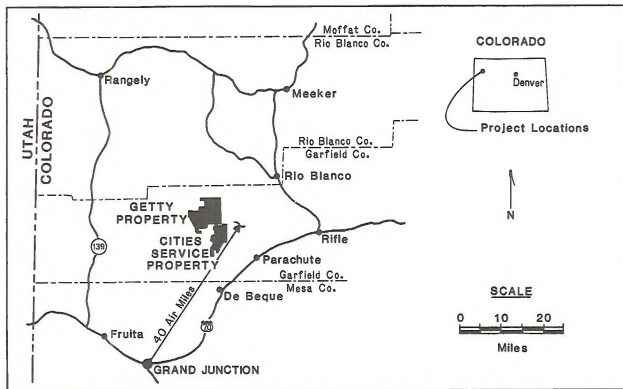 Moffat Co.
Rio Blanco Co.
COLORADO
Denver
Project Locations
Rangely
Meeker
UTAH
COLORADO
Rio Blanco Co.
Garfield Co.
Rio Blanco
N
GETTY
PROPERTY
139
CITIES
SERVICE
PROPERTY
Rifle
Parachute
Garfield Co.
Mesa Co.
De Beque
40 Air Miles
70
SCALE
0 10 20
Miles
Fruita
GRAND JUNCTION